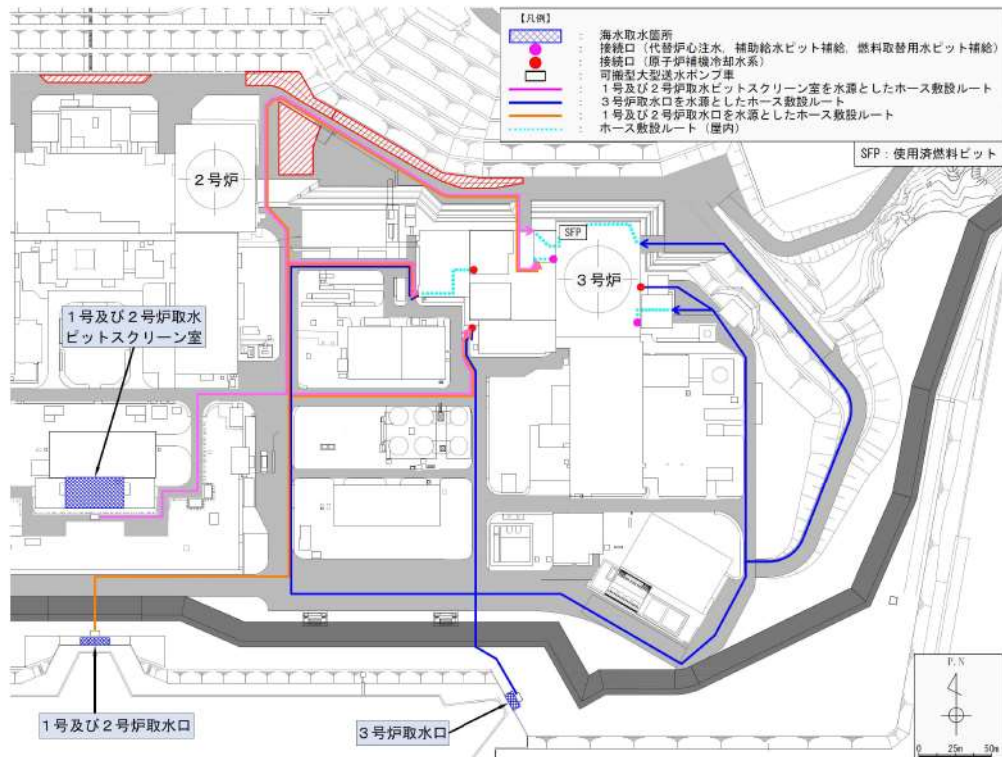 【凡例】
： 海水取水箇所
： 接続口（代替炉心注水，補助給水ピット補給，燃料取替用水ピット補給）
： 接続口（原子炉補機冷却水系）
： 可搬型大型送水ポンプ車
： １号及び２号炉取水ピットスクリーン室を水源としたホース敷設ルート
： ３号炉取水口を水源としたホース敷設ルート
： １号及び２号炉取水口を水源としたホース敷設ルート
： ホース敷設ルート（屋内）
SFP：使用済燃料ピット
２号炉
SFP
３号炉
１号及び２号炉取水
ピットスクリーン室
１号及び２号炉取水口
３号炉取水口
P.N
0 25m 50m